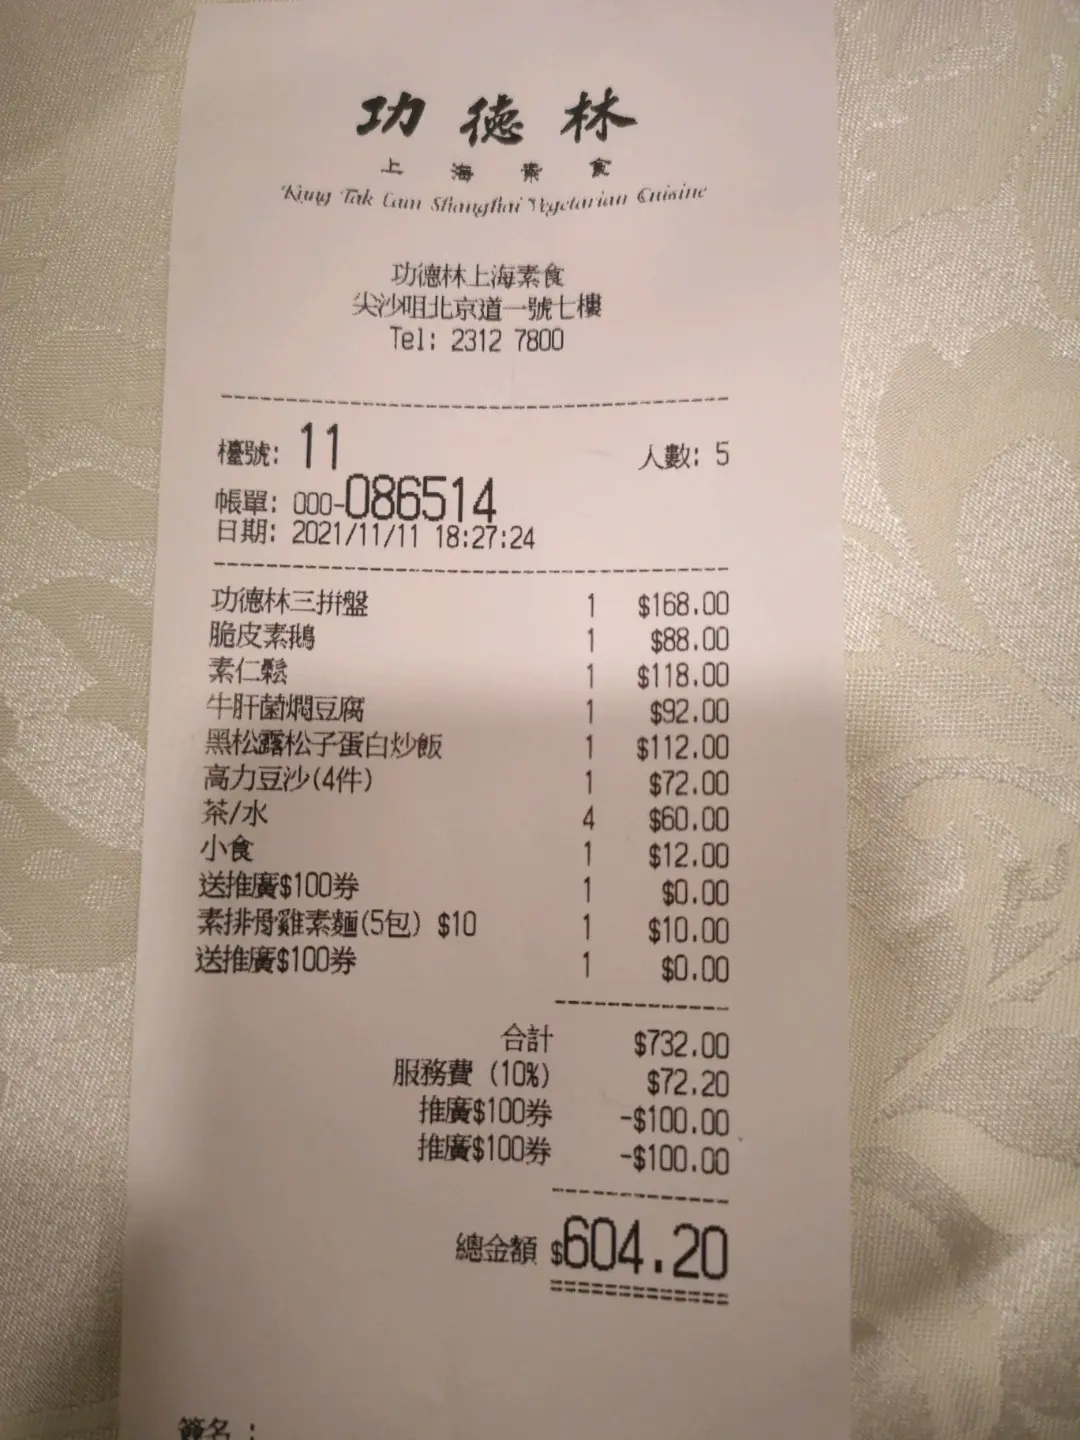 功德林
上海素食
Kung Tak Lam Shanghai Vegetarian Cuisine
功德林上海素食
尖沙咀北京道一號七樓
Tel: 2312 7800
檯號: 11 人數: 5
帳單: 000-086514
日期: 2021/11/11 18:27:24
功德林三拼盤 1 $168.00
脆皮素鵝 1 $88.00
素仁鬆 1 $118.00
牛肝菌燜豆腐 1 $92.00
黑松露松子蛋白炒飯 1 $112.00
高力豆沙(4件) 1 $72.00
茶/水 4 $60.00
小食 1 $12.00
送推廣$100券 1 $0.00
素排骨雞素麵(5包) $10 1 $10.00
送推廣$100券 1 $0.00
合計 $732.00
服務費 (10%) $72.20
推廣$100券 -$100.00
推廣$100券 -$100.00
總金額 $604.20
簽名 :